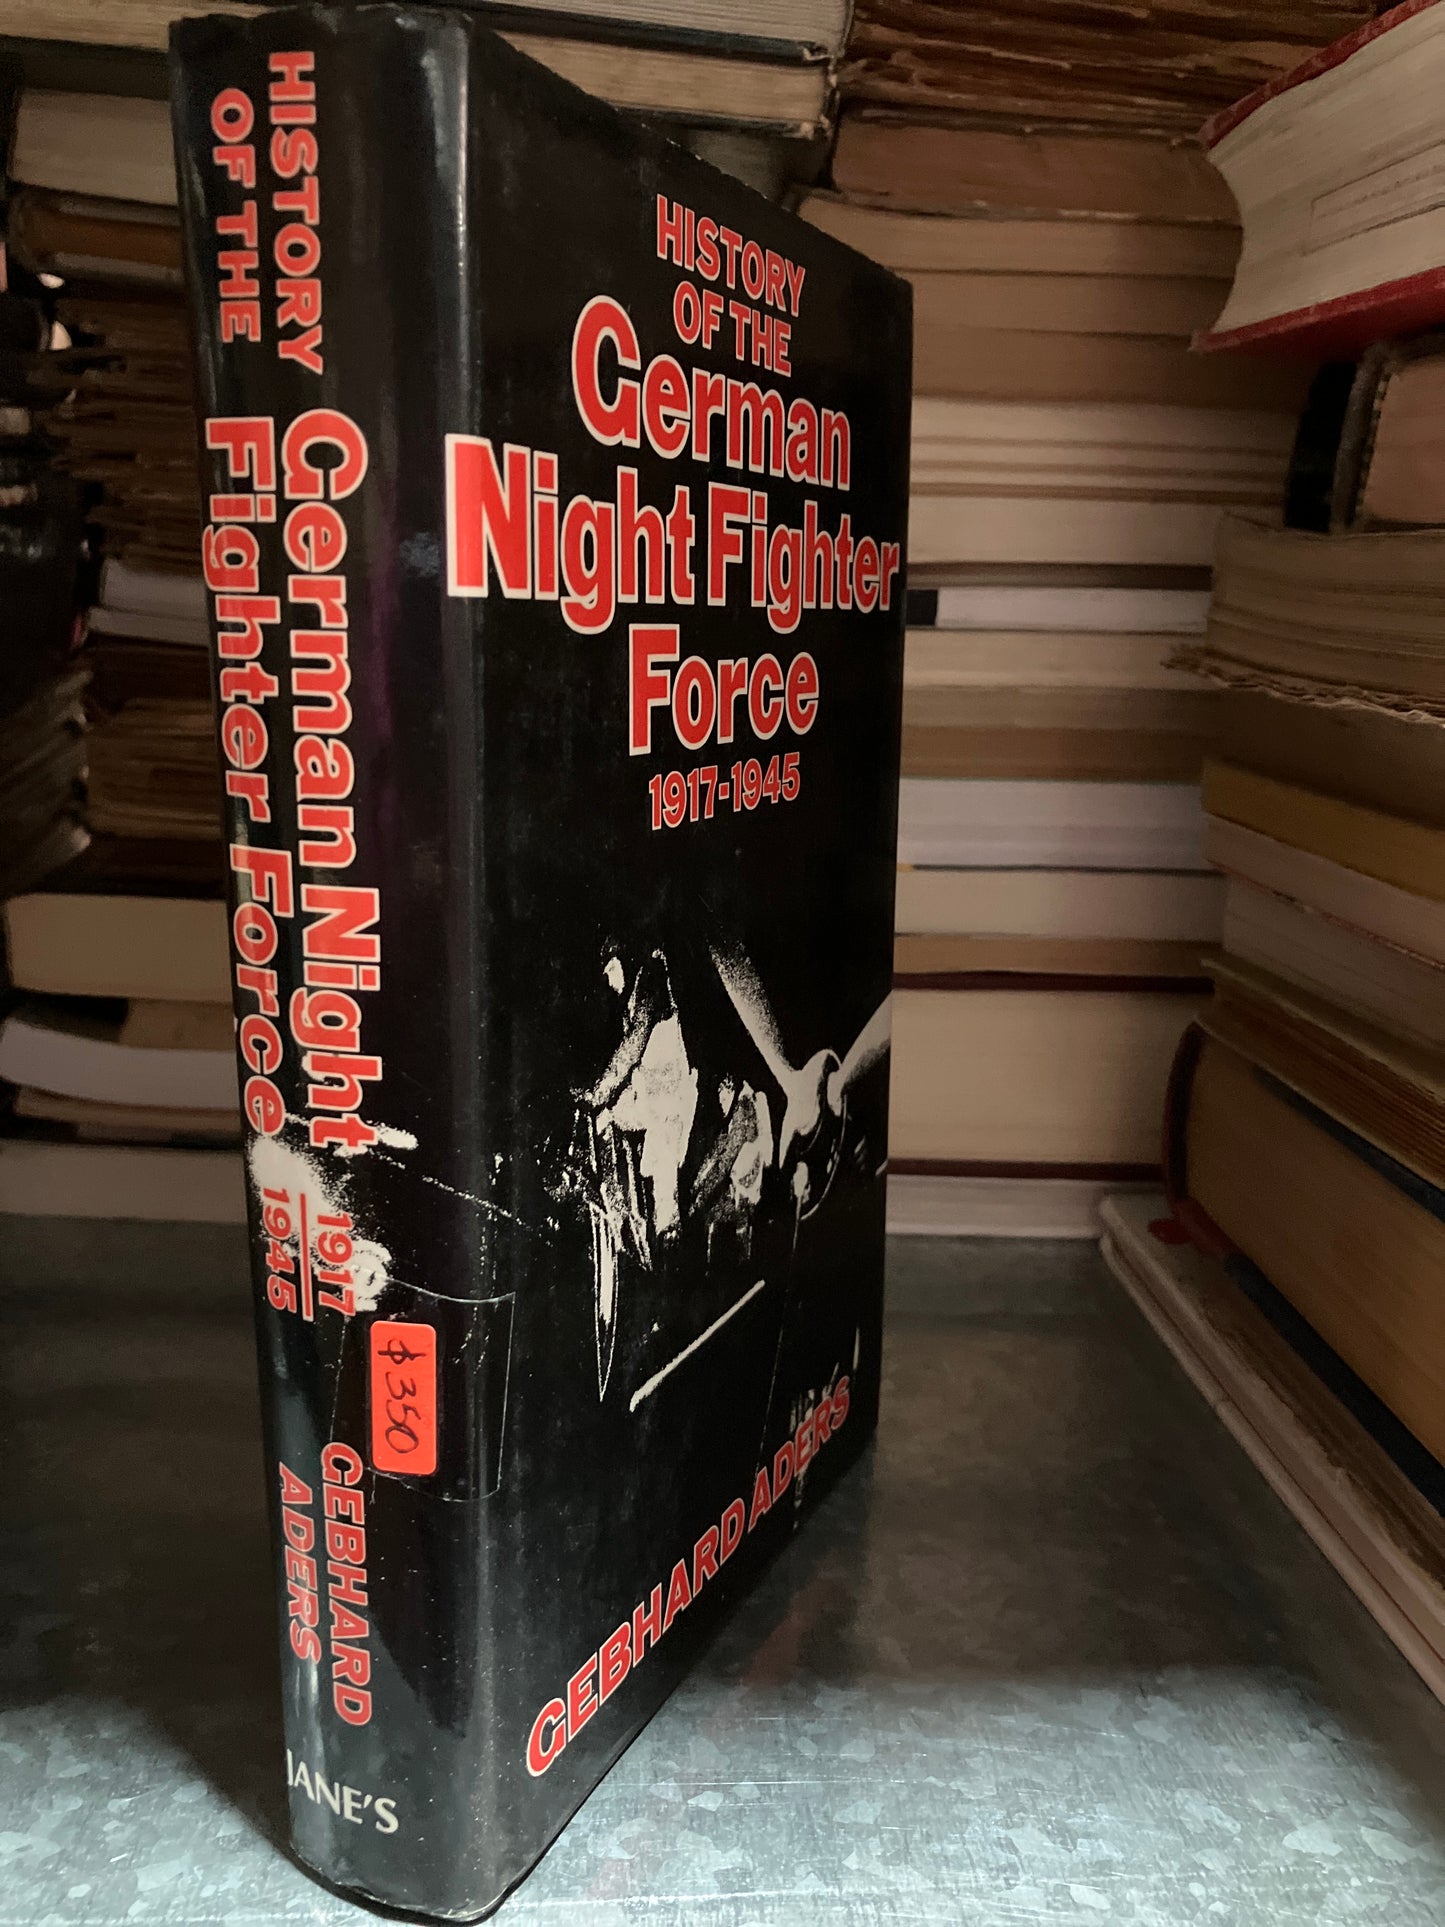 HISTORY
OF THE
German Night
Fighter Force
1917
1945
$350
GEBHARD
ADERS
JANE'S
HISTORY
OF THE
German
Night Fighter
Force
1917-1945
GEBHARD ADERS